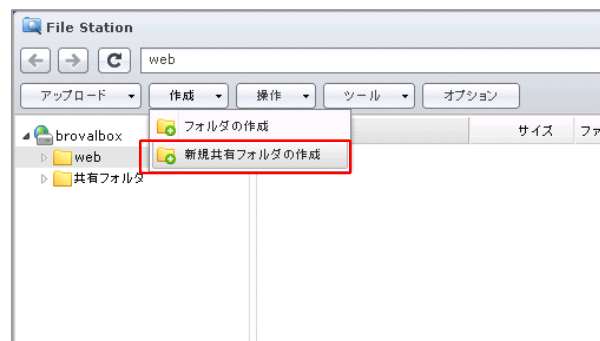 File Station
web
アップロード 作成 操作 ツール オプション
フォルダの作成
新規共有フォルダの作成
サイズ ファ
brovalbox
web
共有フォルダ